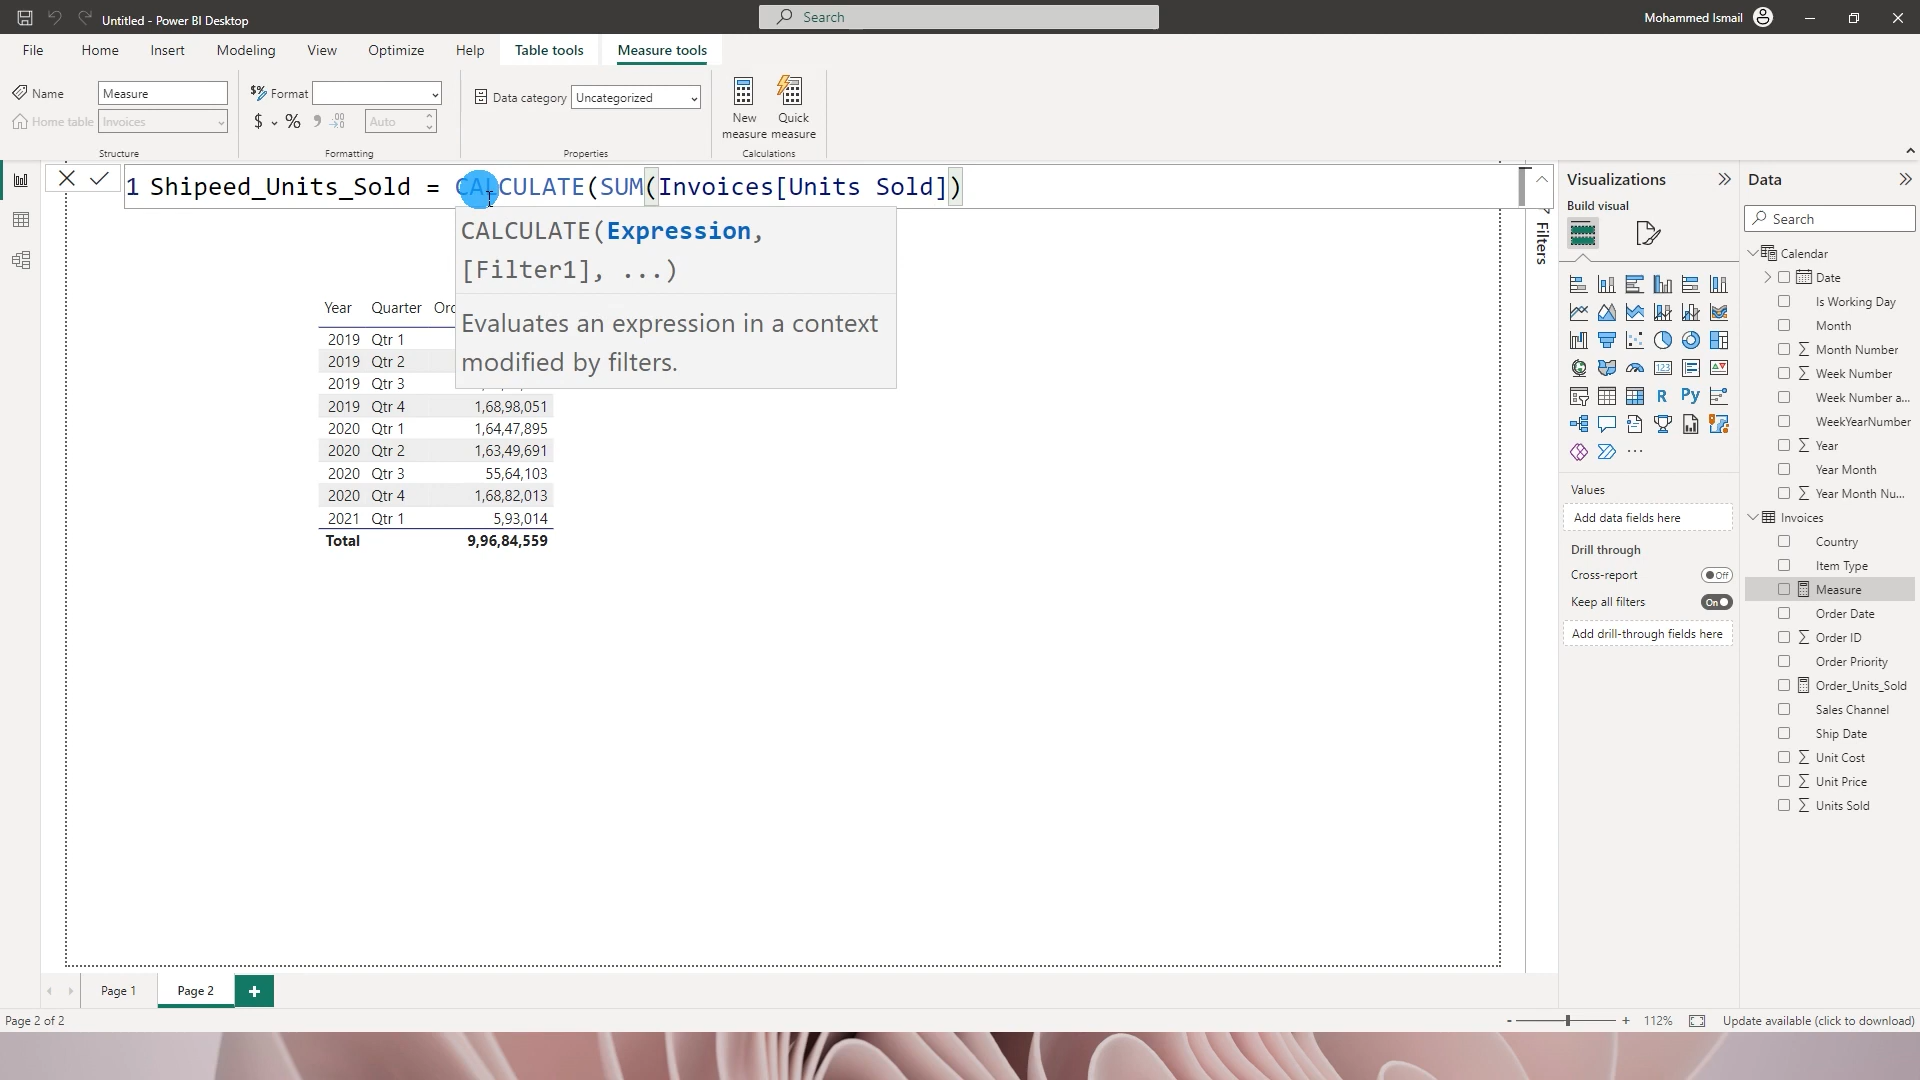 Untitled - Power BI Desktop
Search
Mohammed Ismail
File Home Insert Modeling View Optimize Help Table tools Measure tools
Name Measure
Home table Invoices
Structure
$% Format
$ % Auto
Formatting
Data category Uncategorized
Properties
New measure
Quick measure
Calculations
1 Shipeed_Units_Sold = CALCULATE(SUM(Invoices[Units Sold])
CALCULATE(Expression,
[Filter1], ...)
Evaluates an expression in a context
modified by filters.
Year Quarter Ord
2019 Qtr 1
2019 Qtr 2
2019 Qtr 3
2019 Qtr 4 1,68,98,051
2020 Qtr 1 1,64,47,895
2020 Qtr 2 1,63,49,691
2020 Qtr 3 55,64,103
2020 Qtr 4 1,68,82,013
2021 Qtr 1 5,93,014
Total 9,96,84,559
Filters
Visualizations
Build visual
123
R Py
...
Values
Add data fields here
Drill through
Cross-report Off
Keep all filters On
Add drill-through fields here
Data
Search
Calendar
Date
Is Working Day
Month
Month Number
Week Number
Week Number a...
WeekYearNumber
Year
Year Month
Year Month Nu...
Invoices
Country
Item Type
Measure
Order Date
Order ID
Order Priority
Order_Units_Sold
Sales Channel
Ship Date
Unit Cost
Unit Price
Units Sold
Page 1 Page 2 +
Page 2 of 2
- + 112%
Update available (click to download)